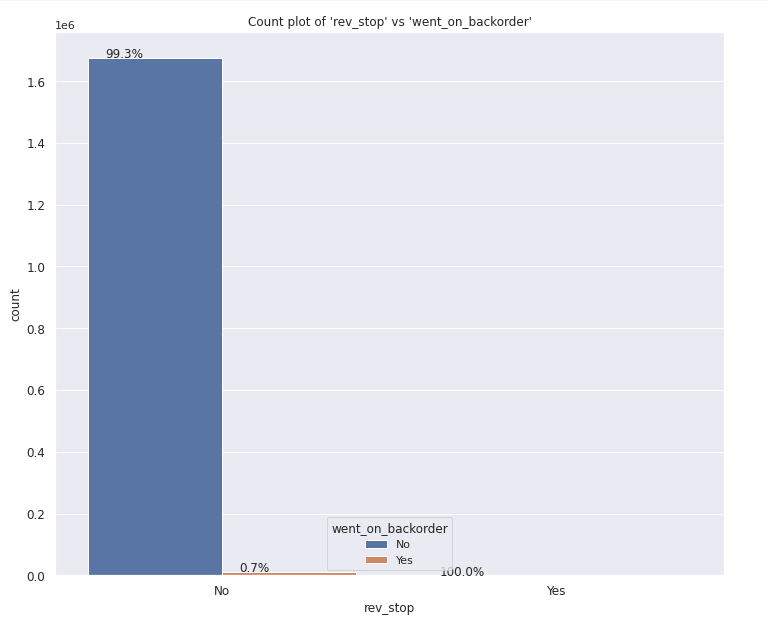 Count plot of 'rev_stop' vs 'went_on_backorder'
1e6
99.3%
1.6
1.4
1.2
1.0
0.8
0.6
0.4
0.2
0.0
count
went_on_backorder
No
Yes
0.7%
100.0%
No Yes
rev_stop